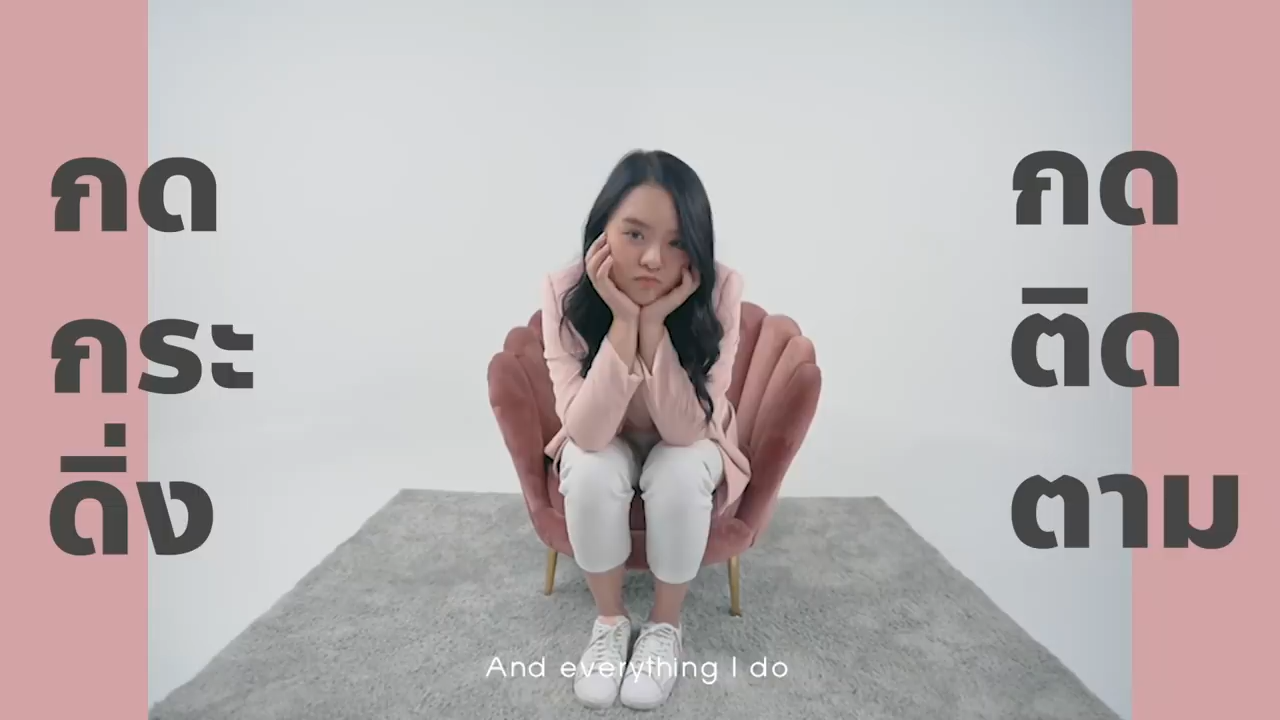 กด
กระ
ดิ่ง
กด
ติด
ตาม
And everything I do